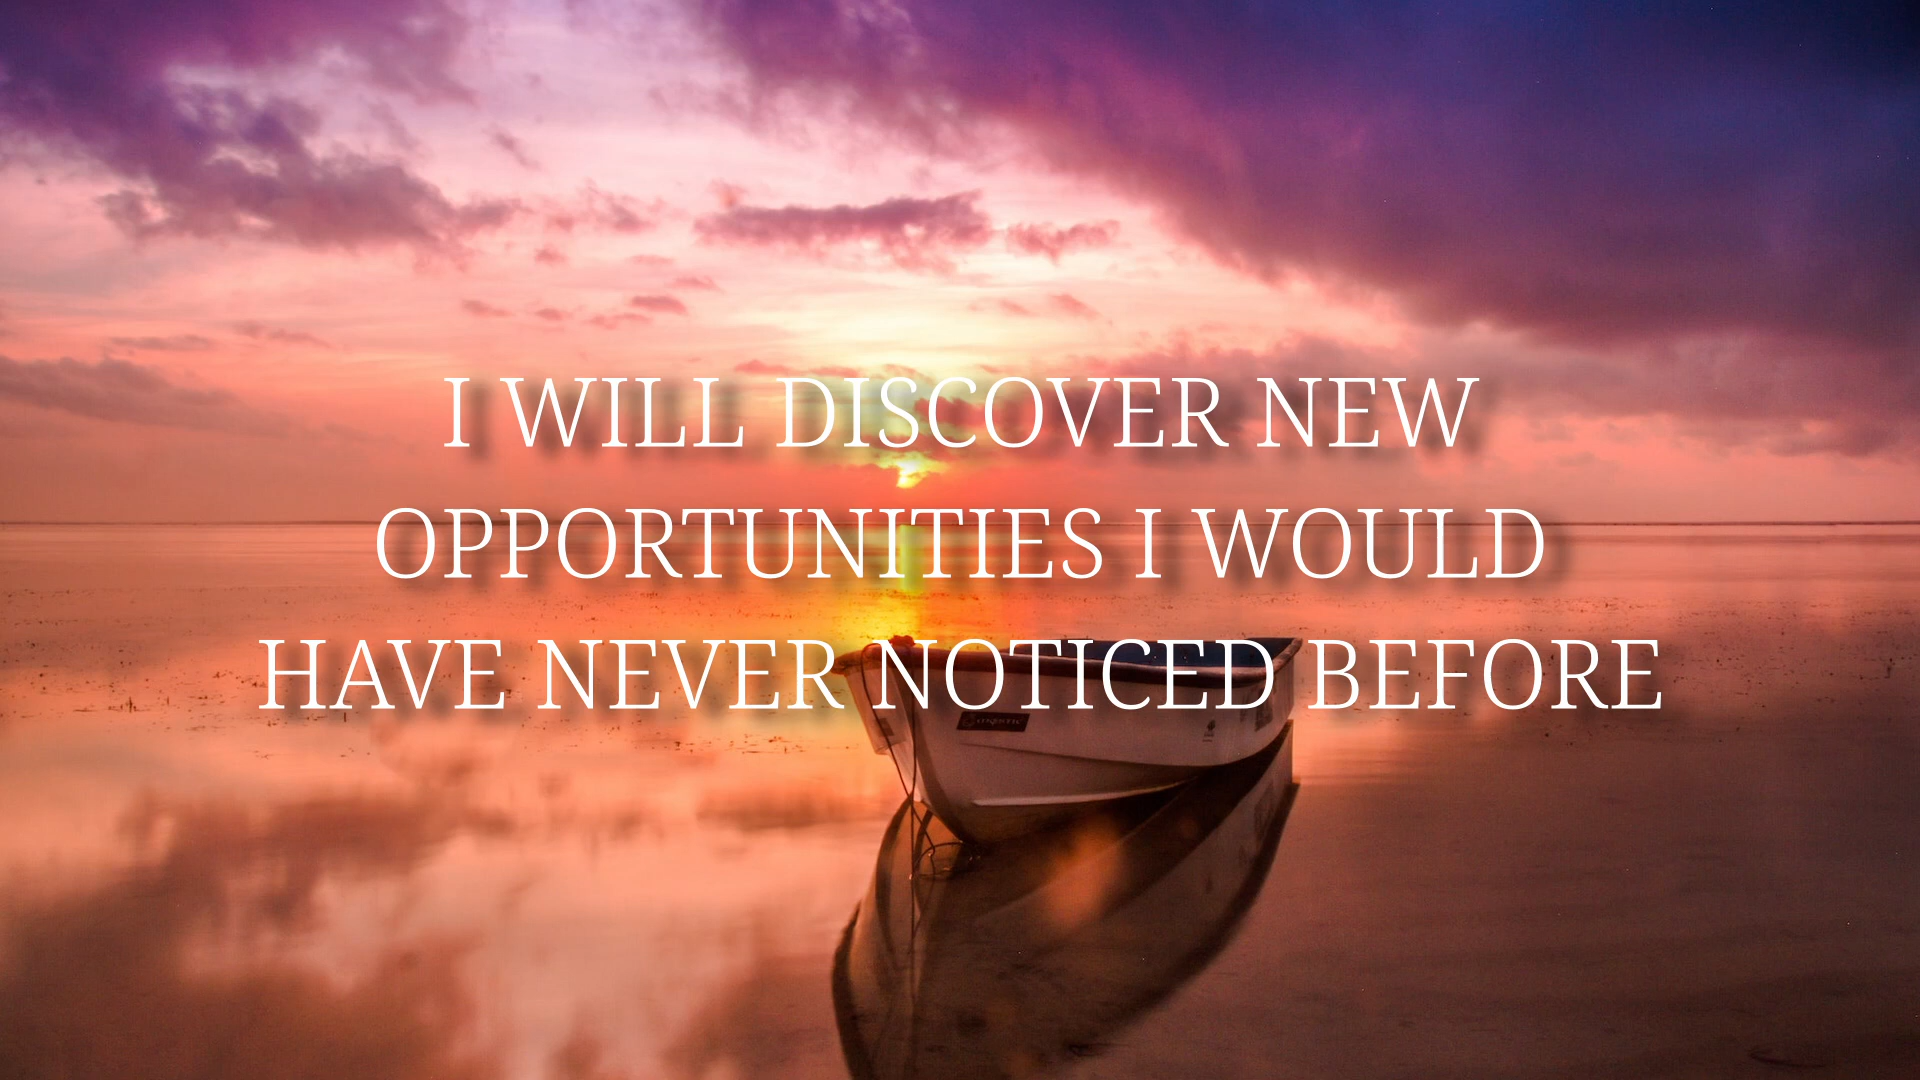 I WILL DISCOVER NEW
OPPORTUNITIES I WOULD
HAVE NEVER NOTICED BEFORE